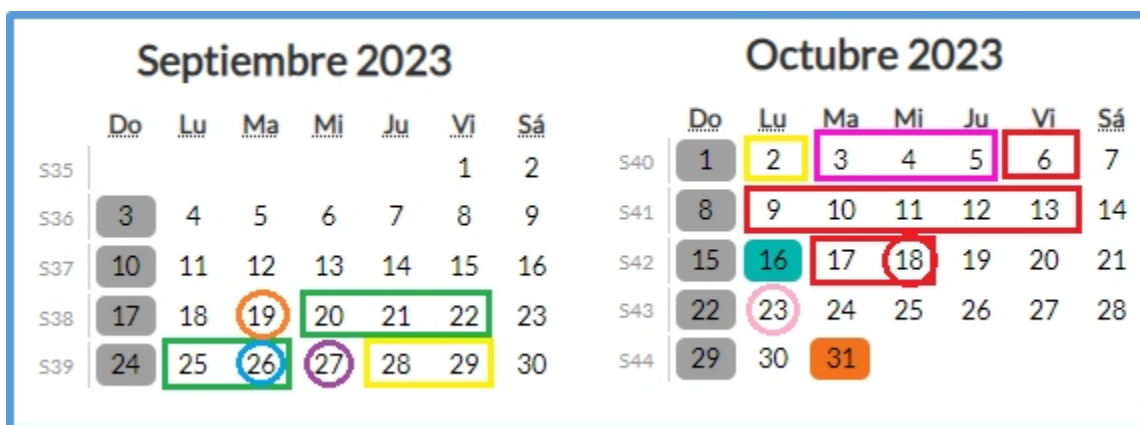 Septiembre 2023
Do Lu Ma Mi Ju Vi Sá
S35 1 2
S36 3 4 5 6 7 8 9
S37 10 11 12 13 14 15 16
S38 17 18 19 20 21 22 23
S39 24 25 26 27 28 29 30
Octubre 2023
Do Lu Ma Mi Ju Vi Sá
S40 1 2 3 4 5 6 7
S41 8 9 10 11 12 13 14
S42 15 16 17 18 19 20 21
S43 22 23 24 25 26 27 28
S44 29 30 31